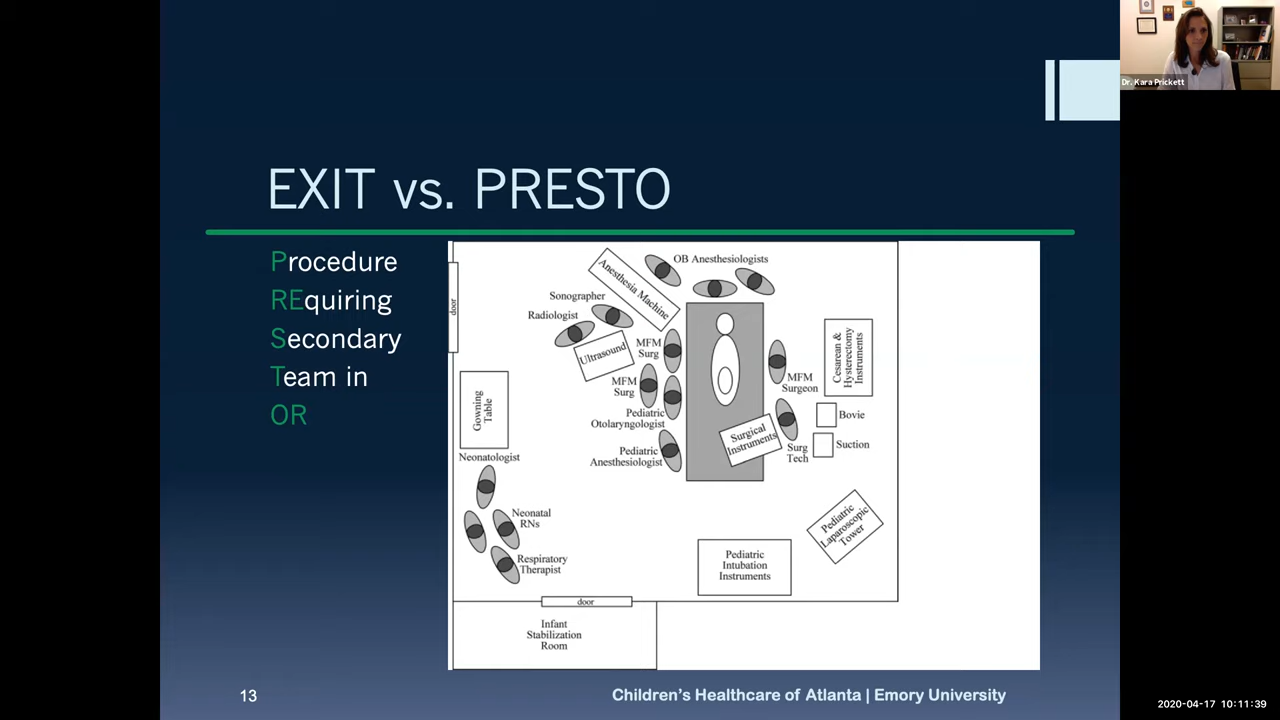 Dr. Kara Prickett
EXIT vs. PRESTO
Procedure
REquiring
Secondary
Team in
OR
door
Anesthesia Machine
OB Anesthesiologists
Sonographer
Radiologist
Ultrasound
MFM
Surg
MFM
Surg
Pediatric
Otolaryngologist
Pediatric
Anesthesiologist
MFM
Surgeon
Cesarean &
Hysterectomy
Instruments
Bovie
Suction
Surgical
Instruments
Surg
Tech
Gowning
Table
Neonatologist
Neonatal
RNs
Respiratory
Therapist
Pediatric
Laparoscopic
Tower
Pediatric
Intubation
Instruments
door
Infant
Stabilization
Room
13
Children's Healthcare of Atlanta | Emory University
2020-04-17 10:11:39